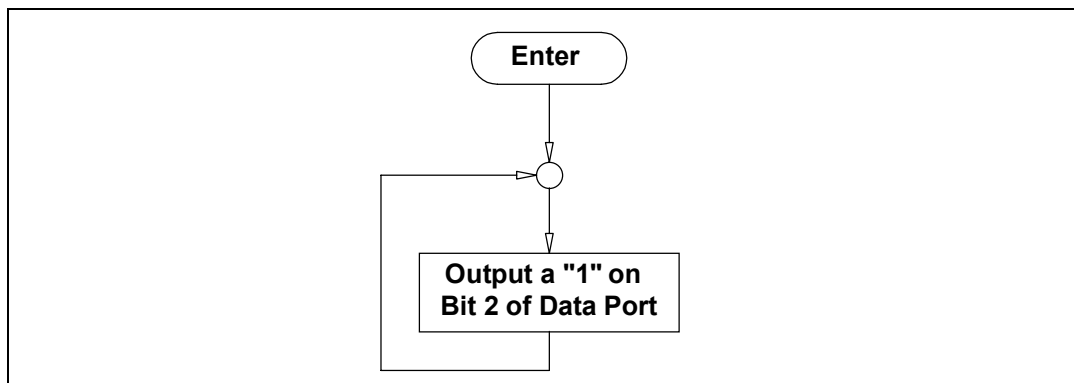 Enter
Output a "1" on
Bit 2 of Data Port